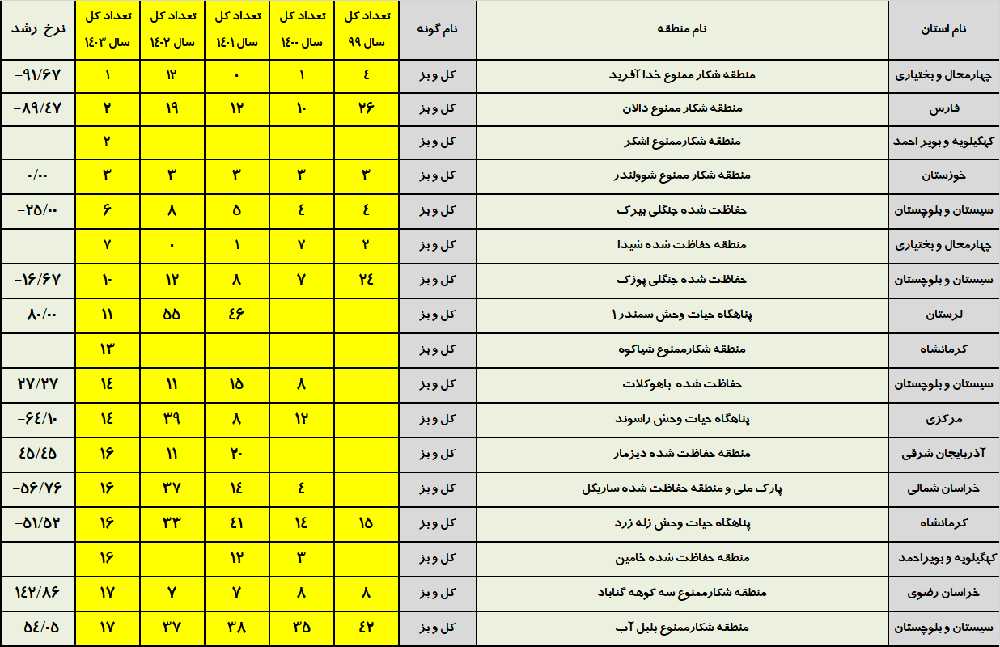 نام استان | نام منطقه | نام گونه | تعداد کل سال ۹۹ | تعداد کل سال ۱۴۰۰ | تعداد کل سال ۱۴۰۱ | تعداد کل سال ۱۴۰۲ | تعداد کل سال ۱۴۰۳ | نرخ رشد
چهارمحال و بختیاری | منطقه شکار ممنوع خدا آفرید | کل و بز | ۴ | ۱ | ۰ | ۱۲ | ۱ | -۹۱/۶۷
فارس | منطقه شکار ممنوع دالان | کل و بز | ۲۶ | ۱۰ | ۱۲ | ۱۹ | ۲ | -۸۹/۴۷
کهگیلویه و بویر احمد | منطقه شکارممنوع اشکر | کل و بز | | | | | ۲ |
خوزستان | منطقه شکار ممنوع شوولندر | کل و بز | ۳ | ۳ | ۳ | ۳ | ۳ | ۰/۰۰
سیستان و بلوچستان | حفاظت شده جنگلی بیرک | کل و بز | ۴ | ۴ | ۵ | ۸ | ۶ | -۲۵/۰۰
چهارمحال و بختیاری | منطقه حفاظت شده شیدا | کل و بز | ۲ | ۷ | ۱ | ۰ | ۷ |
سیستان و بلوچستان | حفاظت شده جنگلی پوزک | کل و بز | ۲۴ | ۷ | ۸ | ۱۲ | ۱۰ | -۱۶/۶۷
لرستان | پناهگاه حیات وحش سمندر۱ | کل و بز | | | ۴۶ | ۵۵ | ۱۱ | -۸۰/۰۰
کرمانشاه | منطقه شکارممنوع شیاکوه | کل و بز | | | | | ۱۳ |
سیستان و بلوچستان | حفاظت شده باهوکلات | کل و بز | | ۸ | ۱۵ | ۱۱ | ۱۴ | ۲۷/۲۷
مرکزی | پناهگاه حیات وحش راسوند | کل و بز | | ۱۲ | ۸ | ۳۹ | ۱۴ | -۶۴/۱۰
آذربایجان شرقی | منطقه حفاظت شده دیزمار | کل و بز | | | ۲۰ | ۱۱ | ۱۶ | ۴۵/۴۵
خراسان شمالی | پارک ملی و منطقه حفاظت شده ساریگل | کل و بز | | ۴ | ۱۴ | ۳۷ | ۱۶ | -۵۶/۷۶
کرمانشاه | پناهگاه حیات وحش زله زرد | کل و بز | ۱۵ | ۱۴ | ۴۱ | ۳۳ | ۱۶ | -۵۱/۵۲
کهگیلویه و بویراحمد | منطقه حفاظت شده خامین | کل و بز | | ۳ | ۱۲ | | ۱۶ |
خراسان رضوی | منطقه شکارممنوع سه کوهه گناباد | کل و بز | ۸ | ۸ | ۷ | ۷ | ۱۷ | ۱۴۲/۸۶
سیستان و بلوچستان | منطقه شکارممنوع بلبل آب | کل و بز | ۴۲ | ۳۵ | ۳۸ | ۳۷ | ۱۷ | -۵۴/۰۵